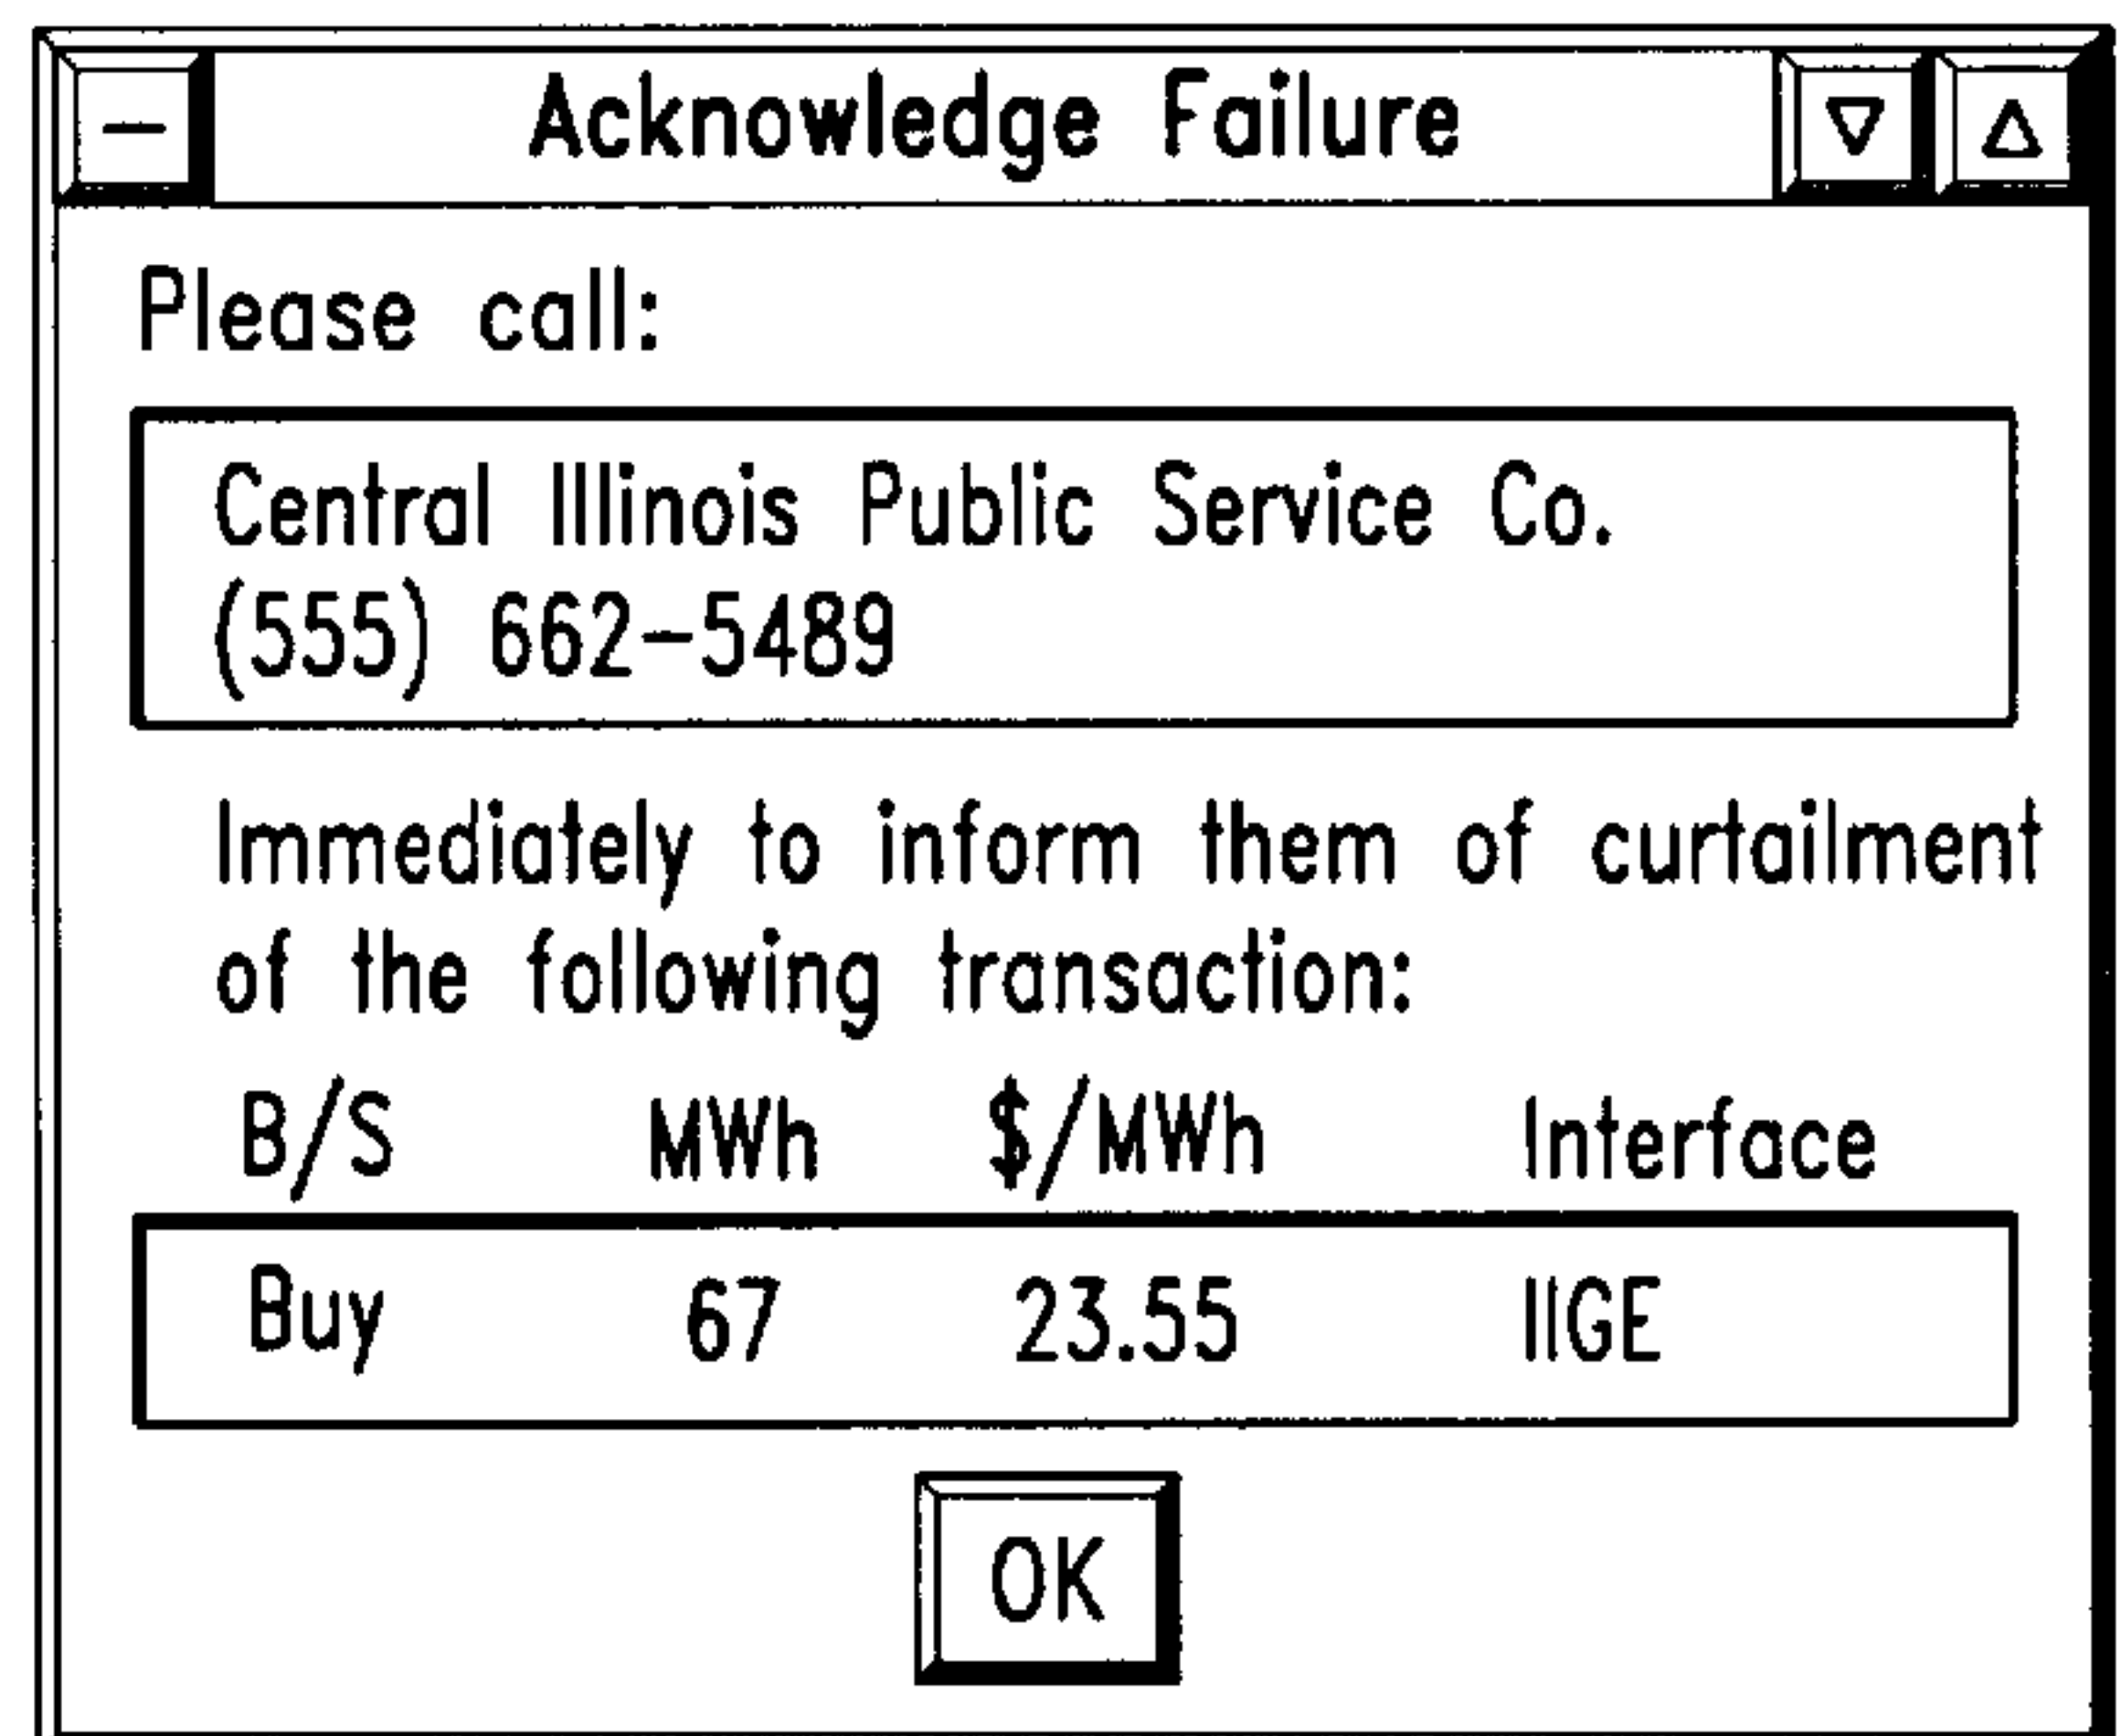 Acknowledge Failure
Please call:
Central Illinois Public Service Co.
(555) 662-5489
Immediately to inform them of curtailment
of the following transaction:
B/S MWh $/MWh Interface
Buy 67 23.55 IIGE
OK